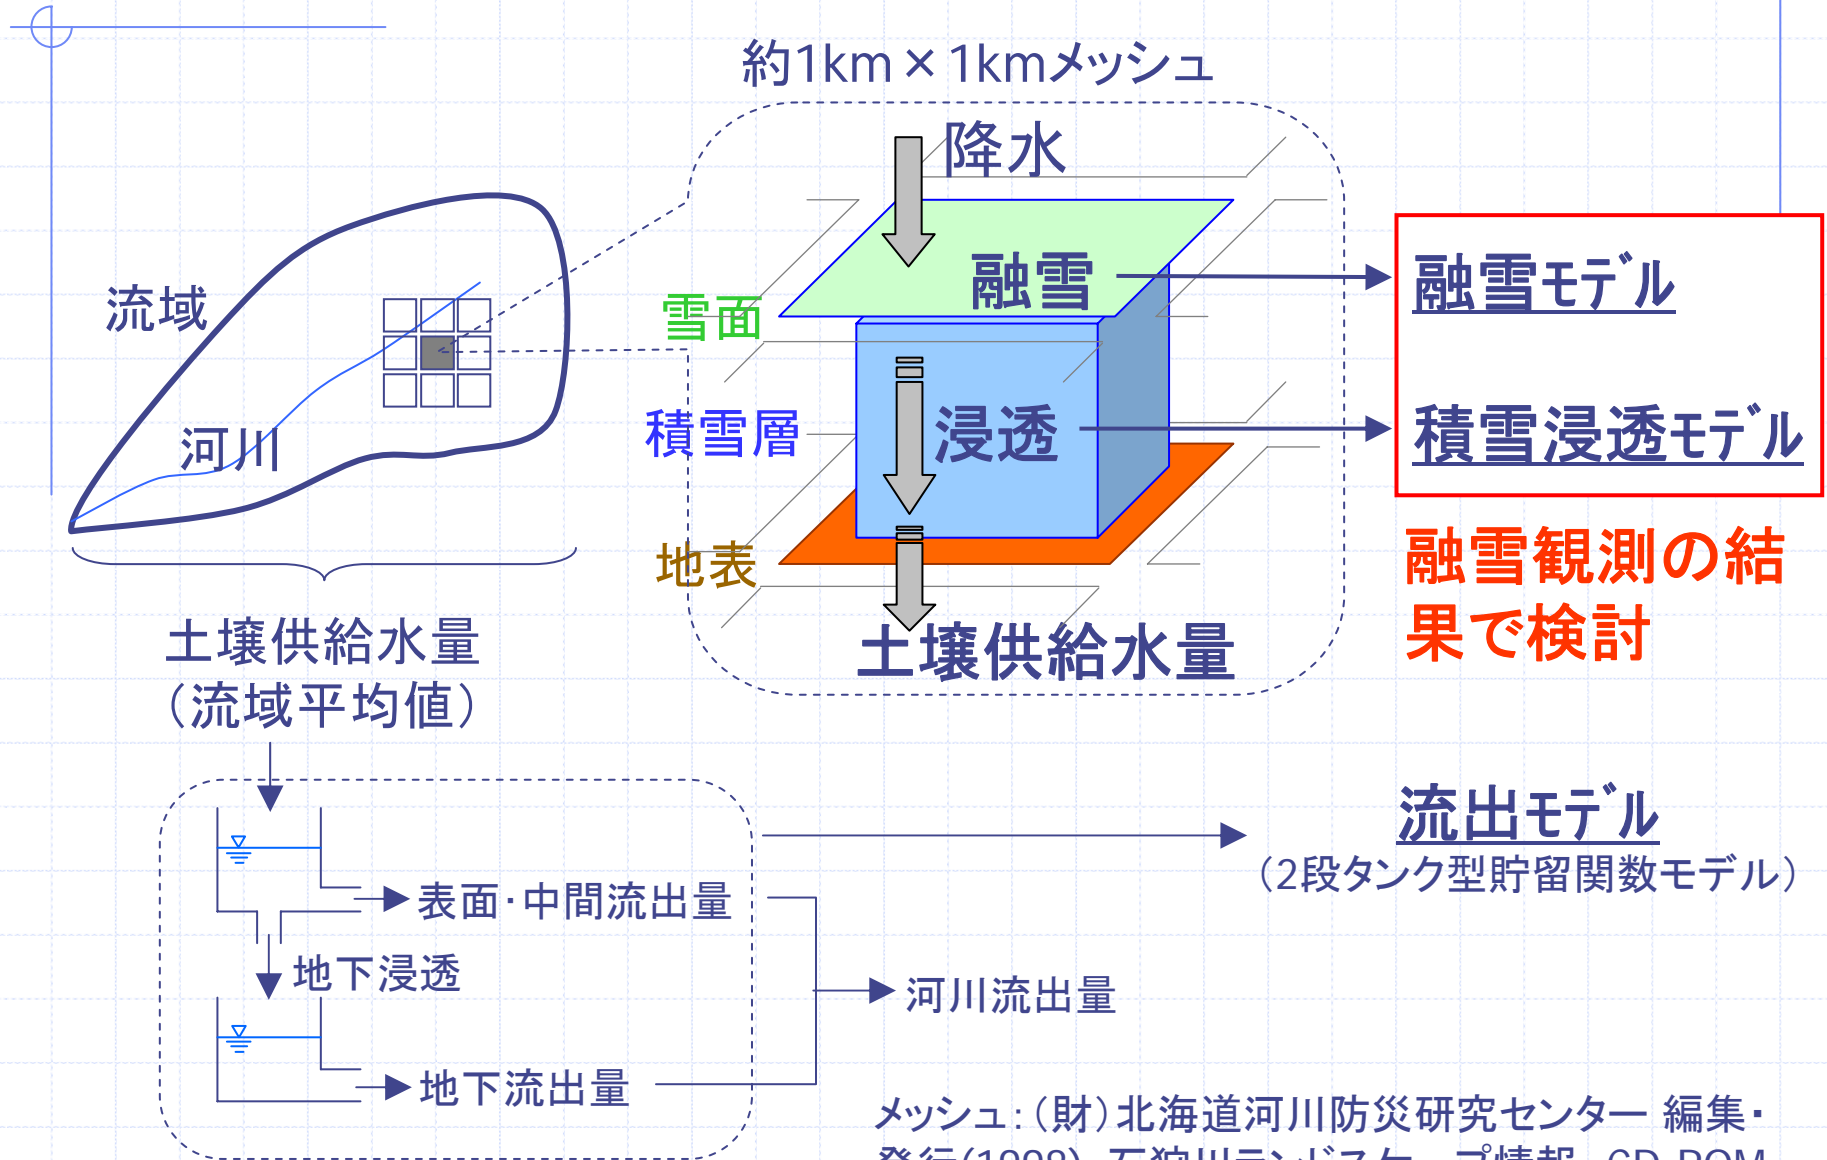 約1km×1kmメッシュ
降水
融雪
融雪モデル
流域
雪面
河川
積雪層
浸透
積雪浸透モデル
地表
融雪観測の結
果で検討
土壌供給水量
土壌供給水量
（流域平均値）
流出モデル
（2段タンク型貯留関数モデル）
表面・中間流出量
地下浸透
河川流出量
地下流出量
メッシュ：（財）北海道河川防災研究センター 編集・